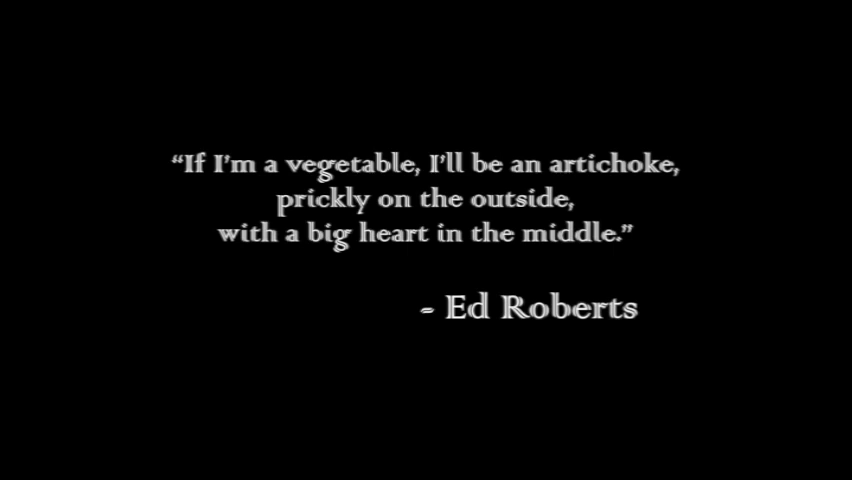 “If I’m a vegetable, I’ll be an artichoke,
prickly on the outside,
with a big heart in the middle.”
- Ed Roberts